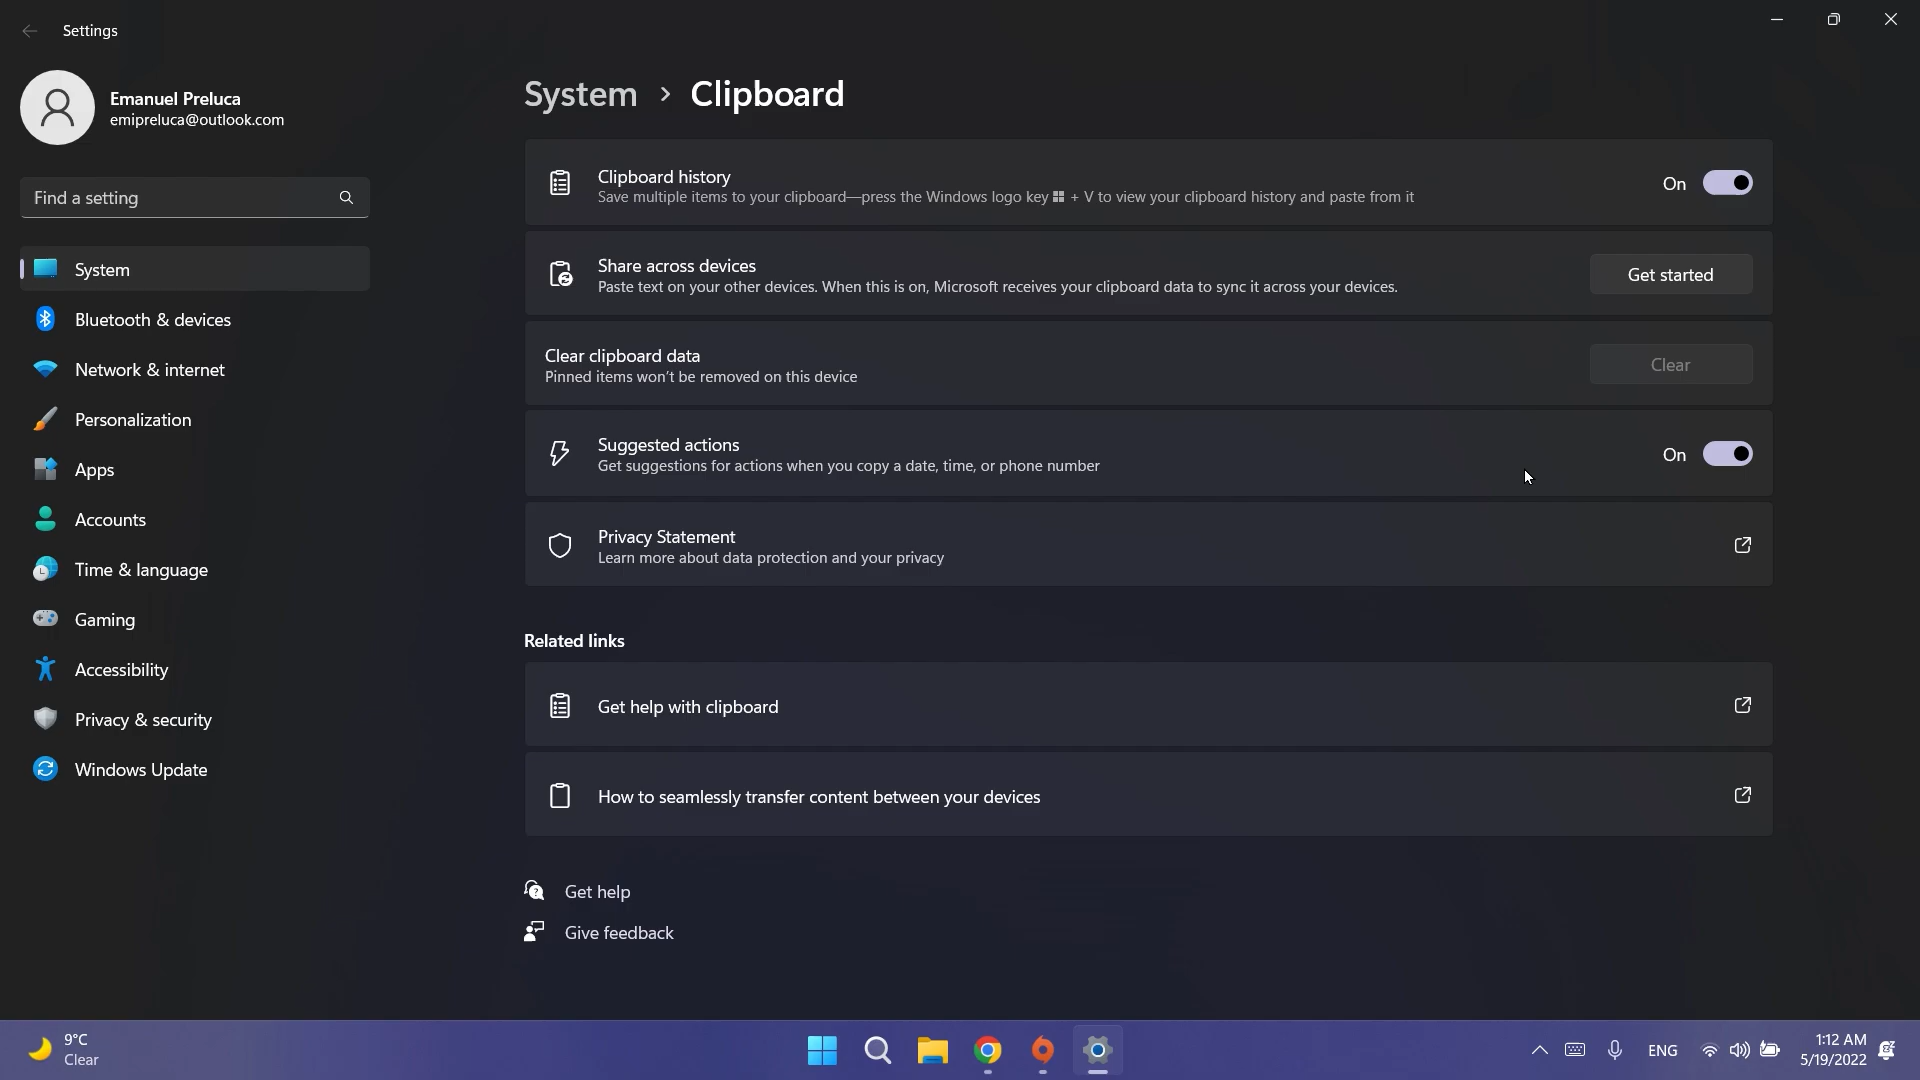 Settings
Emanuel Preluca
emipreluca@outlook.com
Find a setting
System
Bluetooth & devices
Network & internet
Personalization
Apps
Accounts
Time & language
Gaming
Accessibility
Privacy & security
Windows Update
System > Clipboard
Clipboard history
Save multiple items to your clipboard—press the Windows logo key + V to view your clipboard history and paste from it
On
Share across devices
Paste text on your other devices. When this is on, Microsoft receives your clipboard data to sync it across your devices.
Get started
Clear clipboard data
Pinned items won't be removed on this device
Clear
Suggested actions
Get suggestions for actions when you copy a date, time, or phone number
On
Privacy Statement
Learn more about data protection and your privacy
Related links
Get help with clipboard
How to seamlessly transfer content between your devices
Get help
Give feedback
9°C
Clear
ENG
1:12 AM
5/19/2022